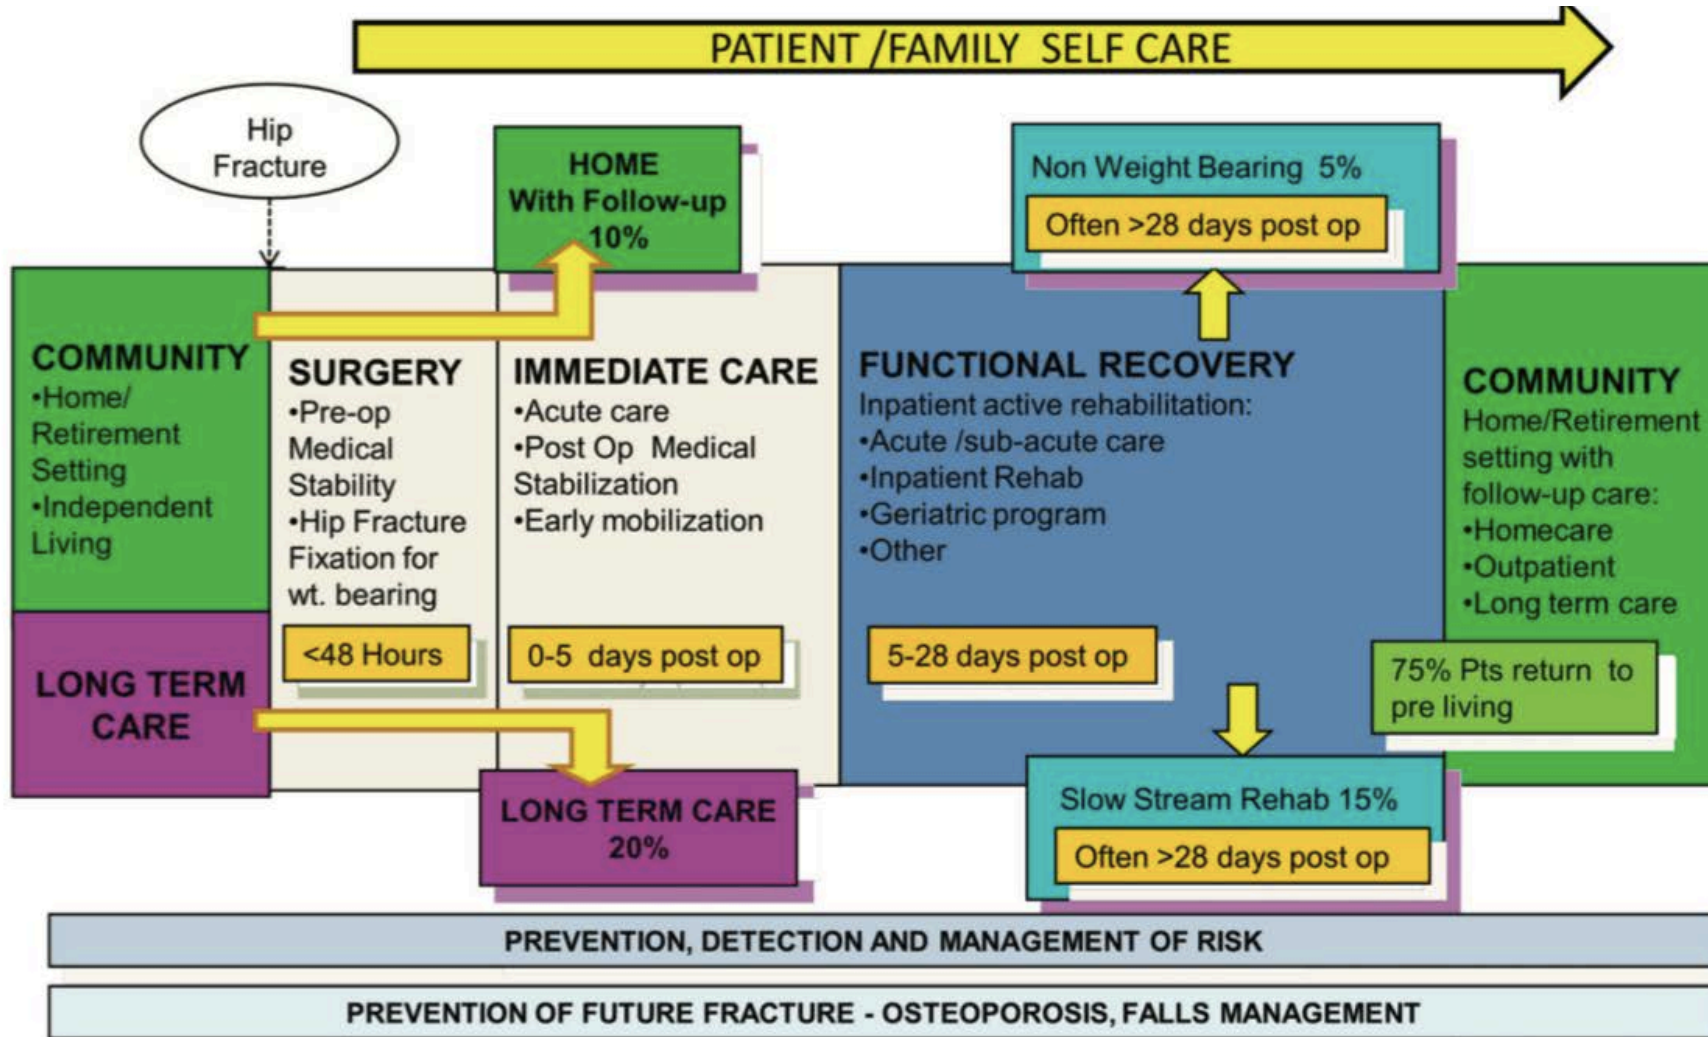 PATIENT /FAMILY  SELF CARE
Hip
Fracture
HOME
With Follow-up
10%
Non Weight Bearing  5%
Often >28 days post op
COMMUNITY
•Home/
Retirement
Setting
•Independent
Living
LONG TERM
CARE
SURGERY
•Pre-op
Medical
Stability
•Hip Fracture
Fixation for
wt. bearing
<48 Hours
IMMEDIATE CARE
•Acute care
•Post Op  Medical
Stabilization
•Early mobilization
0-5  days post op
LONG TERM CARE
20%
FUNCTIONAL RECOVERY
Inpatient active rehabilitation:
•Acute /sub-acute care
•Inpatient Rehab
•Geriatric program
•Other
5-28 days post op
Slow Stream Rehab 15%
Often >28 days post op
COMMUNITY
Home/Retirement
setting with
follow-up care:
•Homecare
•Outpatient
•Long term care
75% Pts return  to
pre living
PREVENTION, DETECTION AND MANAGEMENT OF RISK
PREVENTION OF FUTURE FRACTURE - OSTEOPOROSIS, FALLS MANAGEMENT